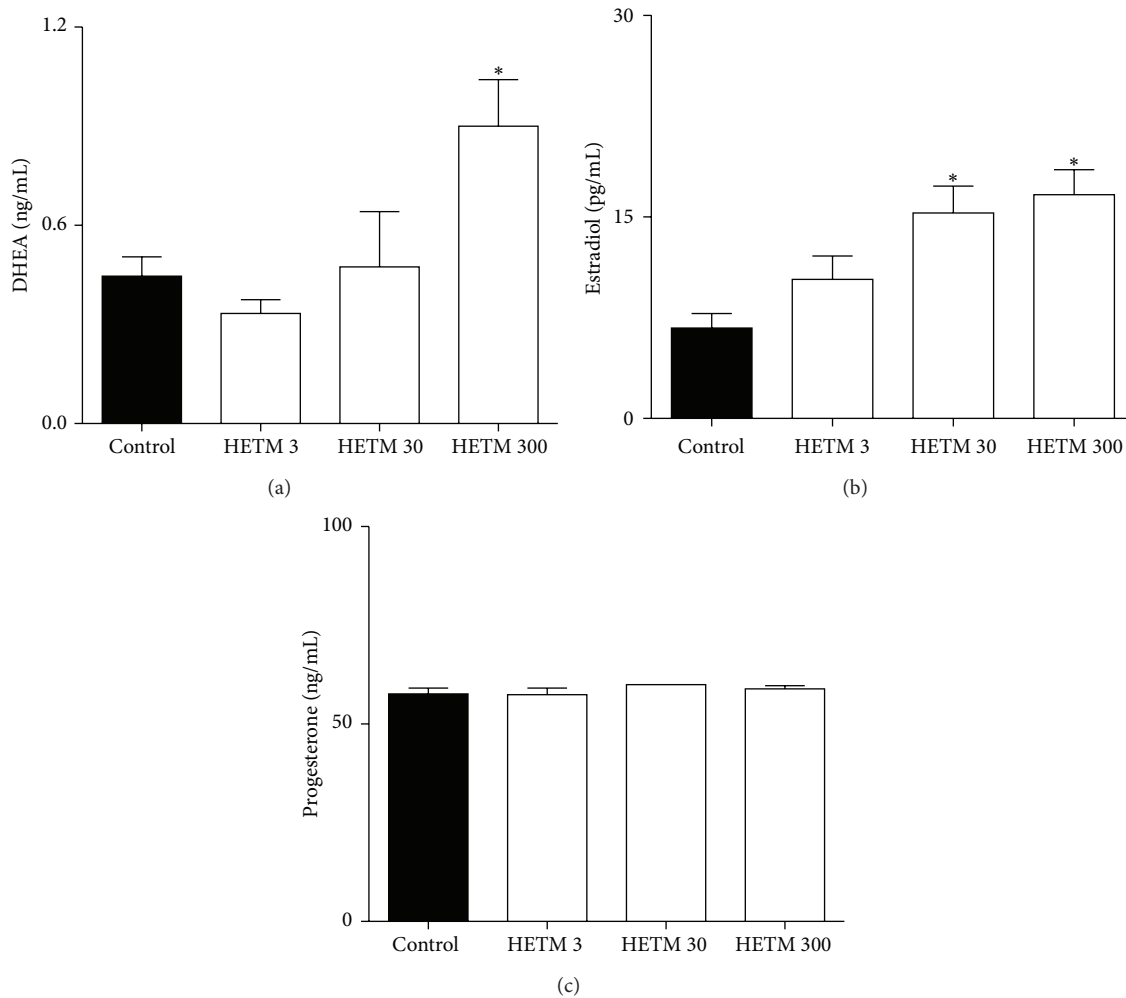 1.2
0.6
0.0
DHEA (ng/mL)
*
Control HETM 3 HETM 30 HETM 300
(a)
30
15
0
Estradiol (pg/mL)
* *
Control HETM 3 HETM 30 HETM 300
(b)
100
50
0
Progesterone (ng/mL)
Control HETM 3 HETM 30 HETM 300
(c)